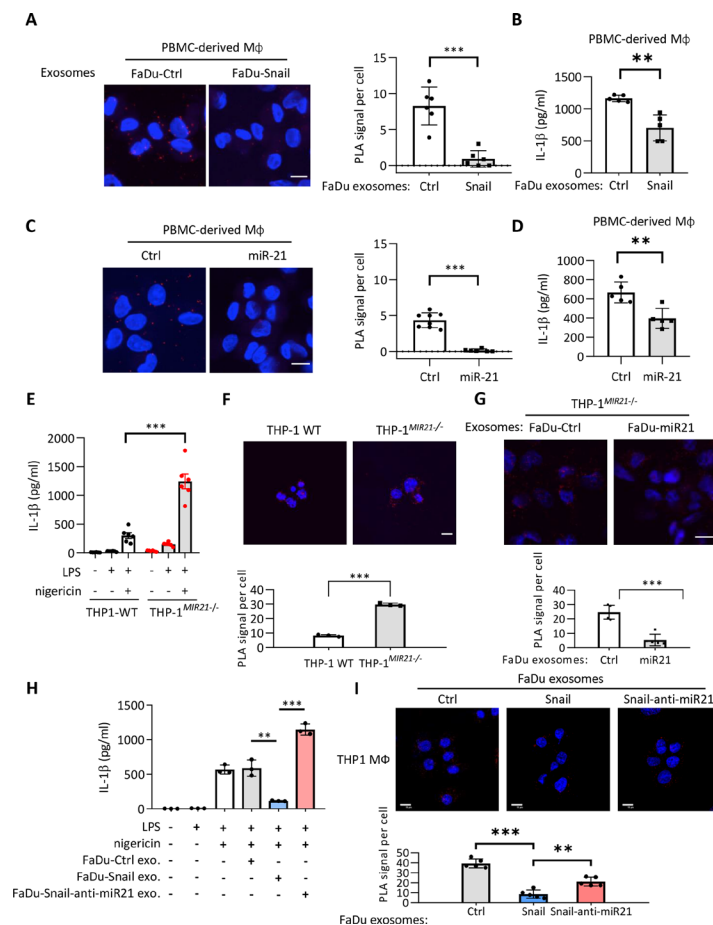 A
PBMC-derived Mϕ
Exosomes
FaDu-Ctrl
FaDu-Snail
PLA signal per cell
15
10
5
0
***
FaDu exosomes:
Ctrl
Snail
B
PBMC-derived Mϕ
**
IL-1β (pg/ml)
1500
1000
500
0
FaDu exosomes:
Ctrl
Snail
C
PBMC-derived Mϕ
Ctrl
miR-21
PLA signal per cell
15
10
5
0
***
Ctrl
miR-21
D
PBMC-derived Mϕ
**
IL-1β (pg/ml)
1000
800
600
400
200
0
Ctrl
miR-21
E
***
IL-1β (pg/ml)
2000
1500
1000
500
0
LPS - + + - + +
nigericin - - + - - +
THP1-WT
THP-1MIR21-/-
F
THP-1 WT
THP-1MIR21-/-
***
PLA signal per cell
40
30
20
10
0
THP-1 WT
THP-1MIR21-/-
G
THP-1MIR21-/-
Exosomes:
FaDu-Ctrl
FaDu-miR21
***
PLA signal per cell
40
30
20
10
0
FaDu exosomes:
Ctrl
miR21
H
***
**
IL-1β (pg/ml)
1500
1000
500
0
LPS - + + + + +
nigericin - - + + + +
FaDu-Ctrl exo. - - - + - -
FaDu-Snail exo. - - - - + -
FaDu-Snail-anti-miR21 exo. - - - - - +
I
FaDu exosomes
Ctrl
Snail
Snail-anti-miR21
THP1 MΦ
***
**
PLA signal per cell
50
40
30
20
10
0
Ctrl
Snail
Snail-anti-miR21
FaDu exosomes: